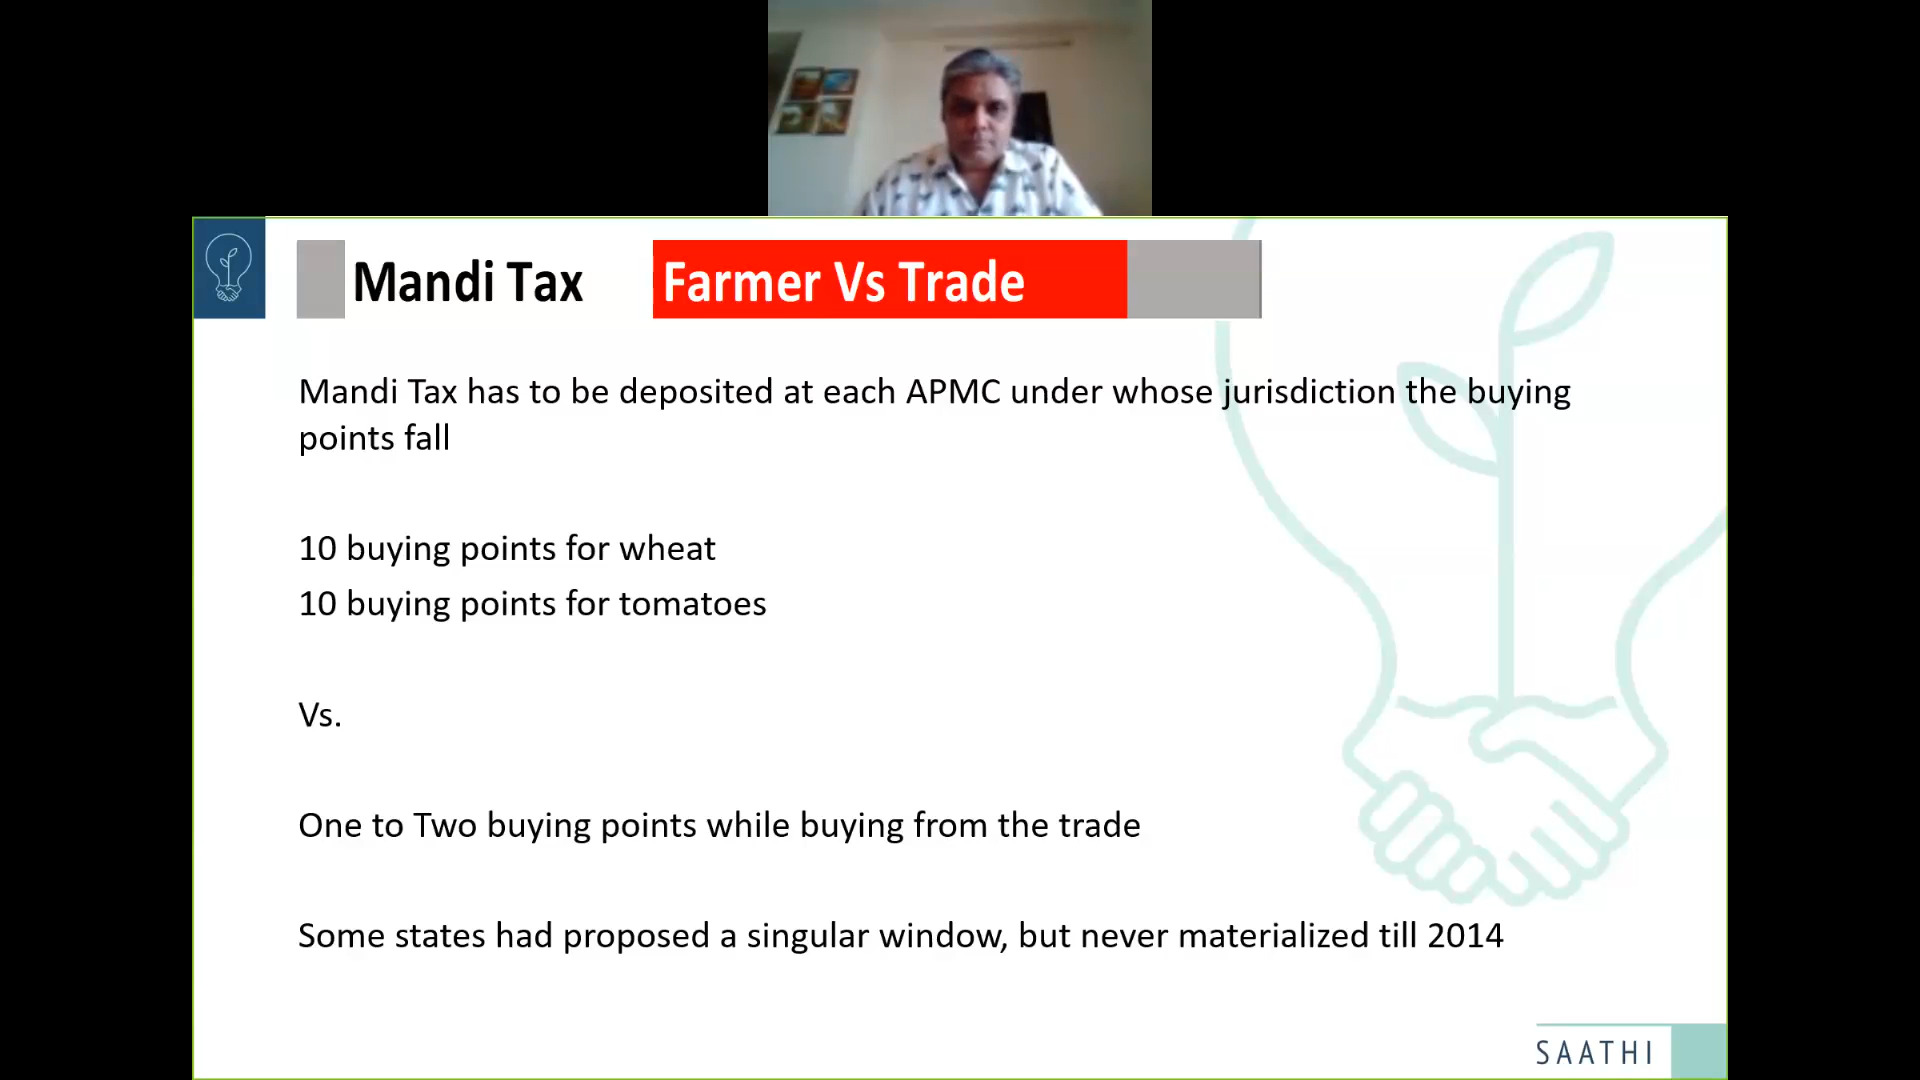 Mandi Tax Farmer Vs Trade
Mandi Tax has to be deposited at each APMC under whose jurisdiction the buying
points fall
10 buying points for wheat
10 buying points for tomatoes
Vs.
One to Two buying points while buying from the trade
Some states had proposed a singular window, but never materialized till 2014
SAATHI